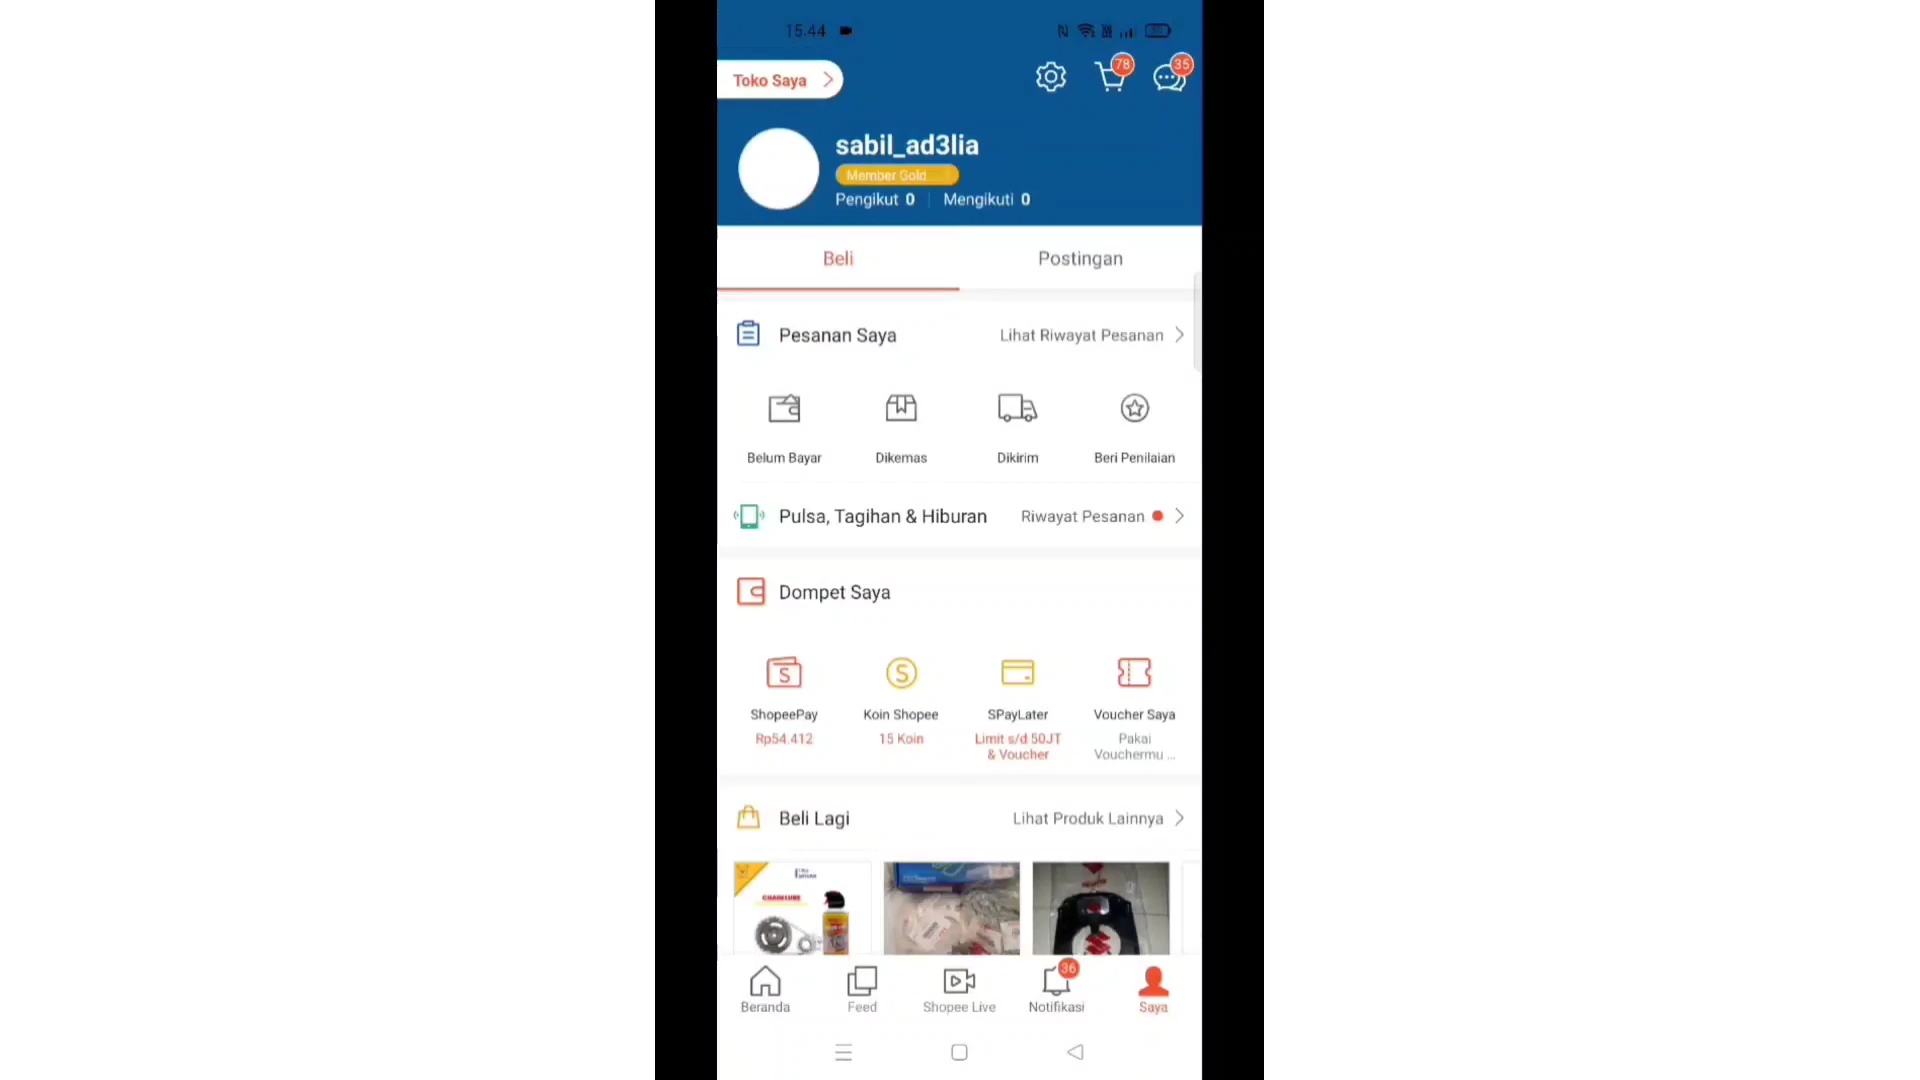 15.44
Toko Saya
78
35
sabil_ad3lia
Member Gold
Pengikut 0 Mengikuti 0
Beli Postingan
Pesanan Saya Lihat Riwayat Pesanan
Belum Bayar Dikemas Dikirim Beri Penilaian
Pulsa, Tagihan & Hiburan Riwayat Pesanan
Dompet Saya
ShopeePay Koin Shopee SPayLater Voucher Saya
Rp54.412 15 Koin Limit s/d 50JT Pakai
& Voucher Vouchermu ...
Beli Lagi Lihat Produk Lainnya
CHAIN LUBE
36
Beranda Feed Shopee Live Notifikasi Saya